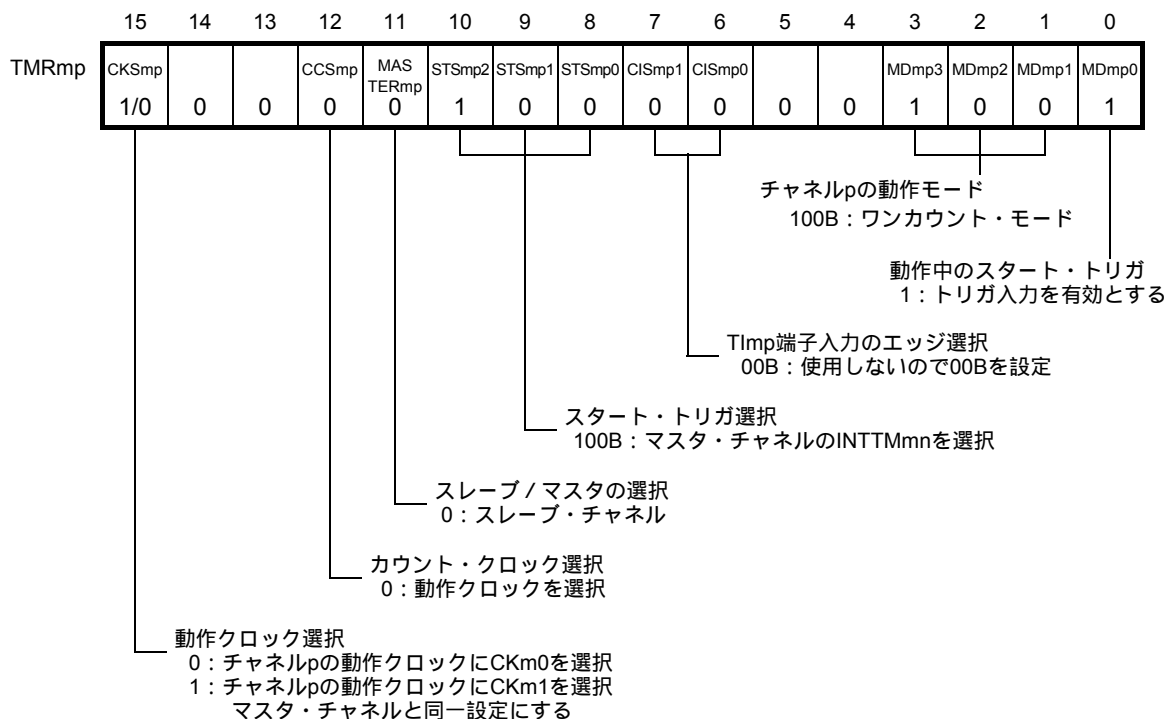 15 14 13 12 11 10 9 8 7 6 5 4 3 2 1 0
TMRmp
CKSmp CCSmp MAS TERmp STSmp2 STSmp1 STSmp0 CISmp1 CISmp0 MDmp3 MDmp2 MDmp1 MDmp0
1/0 0 0 0 0 1 0 0 0 0 0 0 1 0 0 1
チャネルpの動作モード
100B：ワンカウント・モード
動作中のスタート・トリガ
1：トリガ入力を有効とする
TImp端子入力のエッジ選択
00B：使用しないので00Bを設定
スタート・トリガ選択
100B：マスタ・チャネルのINTTMmnを選択
スレーブ／マスタの選択
0：スレーブ・チャネル
カウント・クロック選択
0：動作クロックを選択
動作クロック選択
0：チャネルpの動作クロックにCKm0を選択
1：チャネルpの動作クロックにCKm1を選択
マスタ・チャネルと同一設定にする